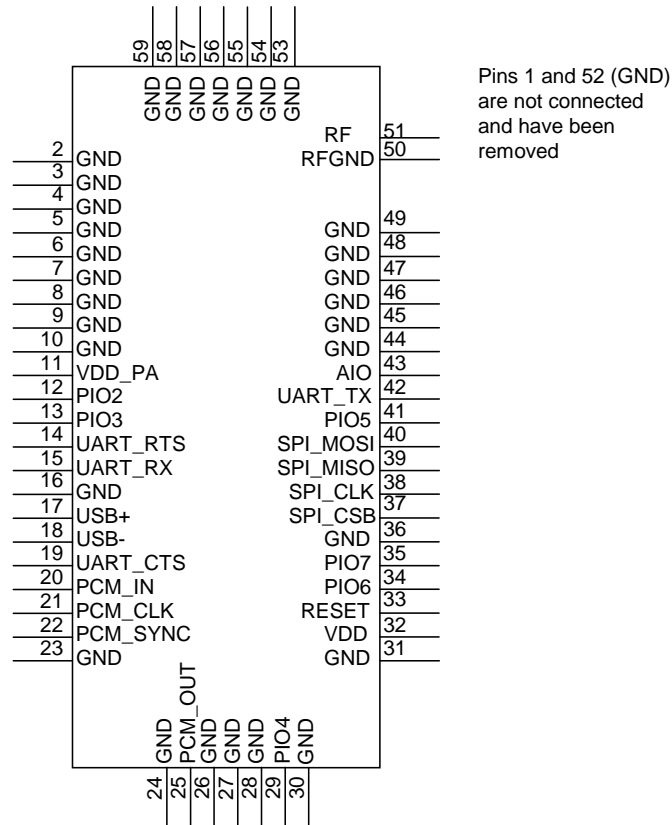 59 58 57 56 55 54 53
GND GND GND GND GND GND GND
Pins 1 and 52 (GND)
are not connected
and have been
removed
RF 51
2 GND RFGND 50
3 GND
4 GND
5 GND GND 49
6 GND GND 48
7 GND GND 47
8 GND GND 46
9 GND GND 45
10 GND GND 44
11 VDD_PA AIO 43
12 PIO2 UART_TX 42
13 PIO3 PIO5 41
14 UART_RTS SPI_MOSI 40
15 UART_RX SPI_MISO 39
16 GND SPI_CLK 38
17 USB+ SPI_CSB 37
18 USB- GND 36
19 UART_CTS PIO7 35
20 PCM_IN PIO6 34
21 PCM_CLK RESET 33
22 PCM_SYNC VDD 32
23 GND GND 31
GND PCM_OUT GND GND GND PIO4 GND
24 25 26 27 28 29 30